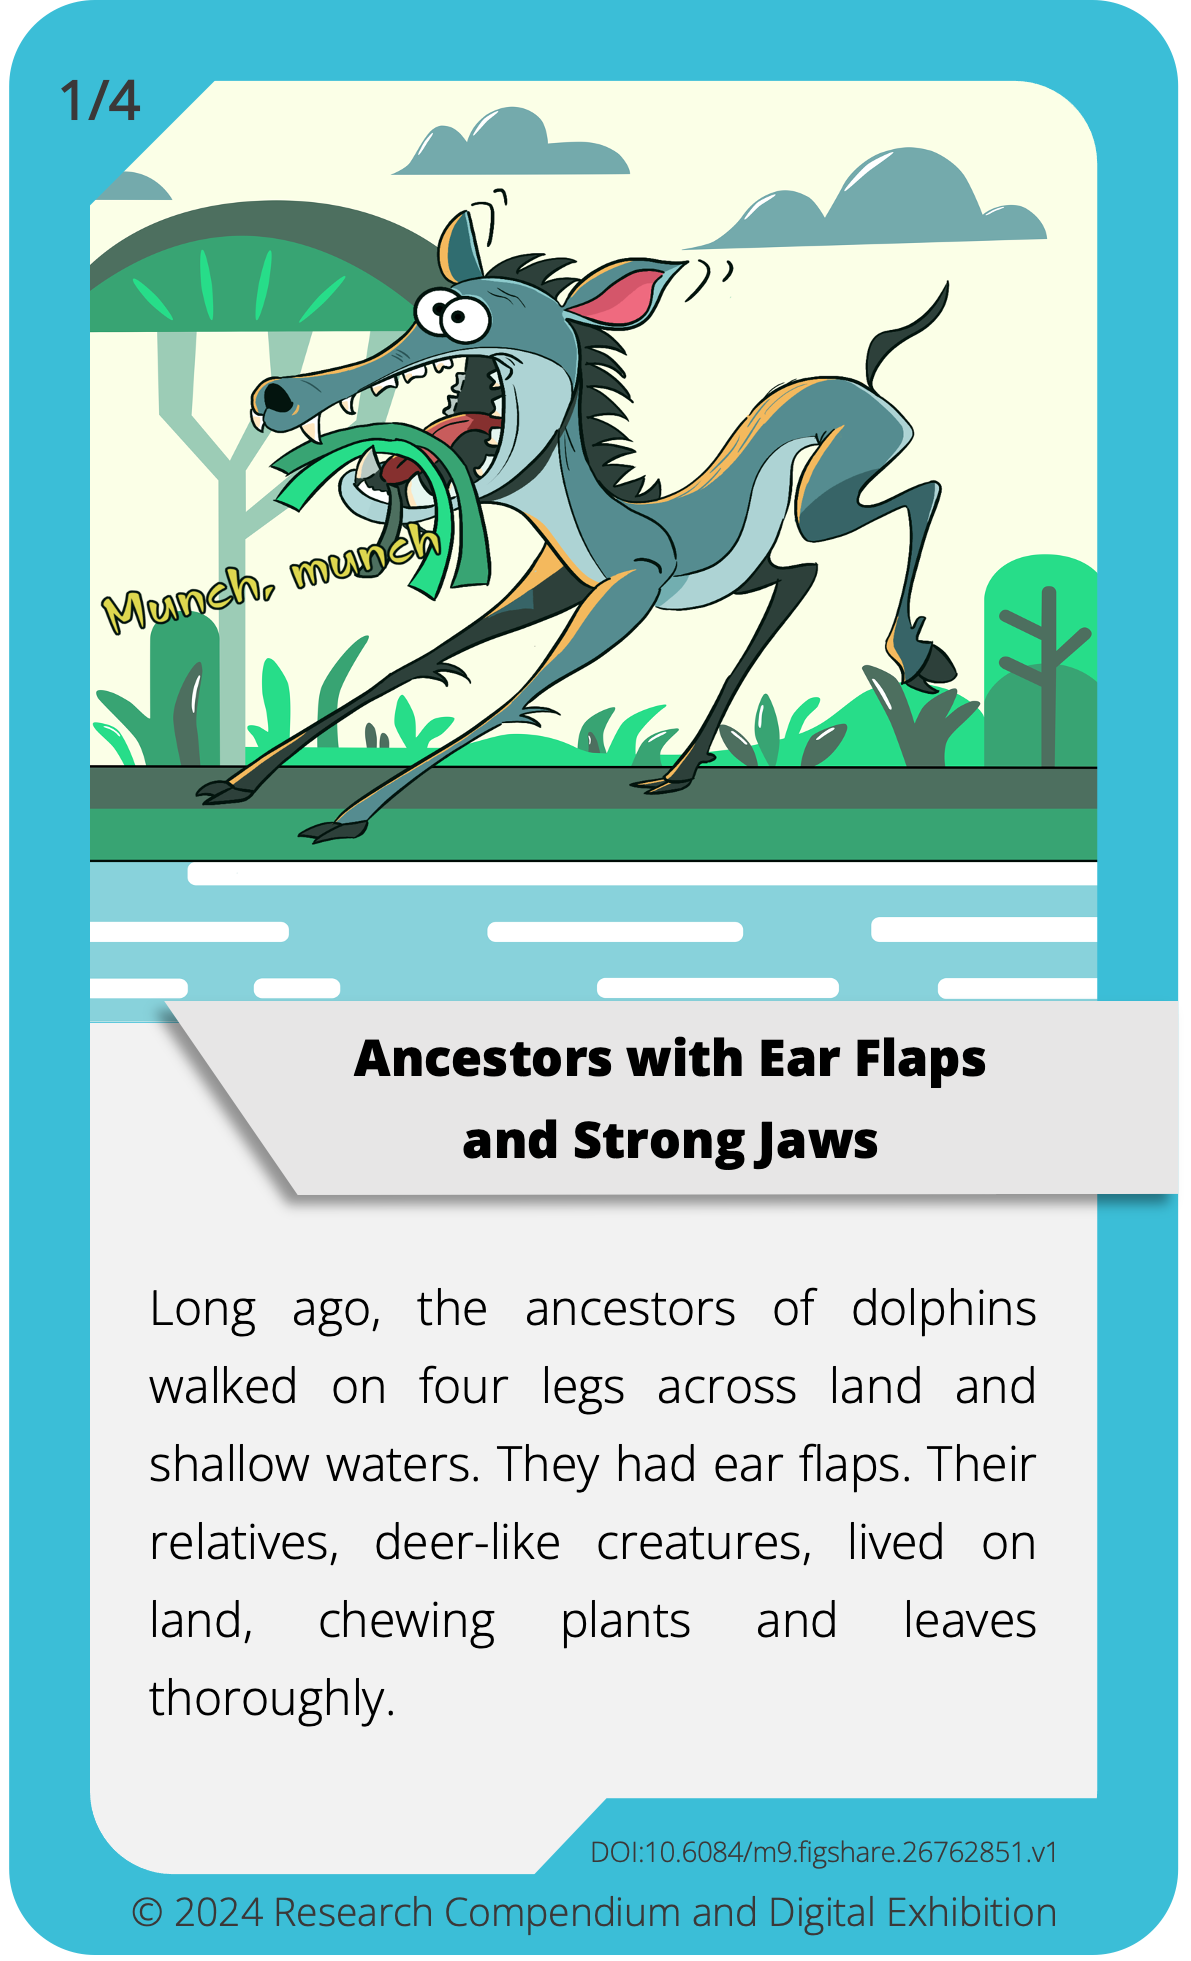 1/4
Munch, munch
Ancestors with Ear Flaps
and Strong Jaws
Long ago, the ancestors of dolphins
walked on four legs across land and
shallow waters. They had ear flaps. Their
relatives, deer-like creatures, lived on
land, chewing plants and leaves
thoroughly.
DOI:10.6084/m9.figshare.26762851.v1
© 2024 Research Compendium and Digital Exhibition